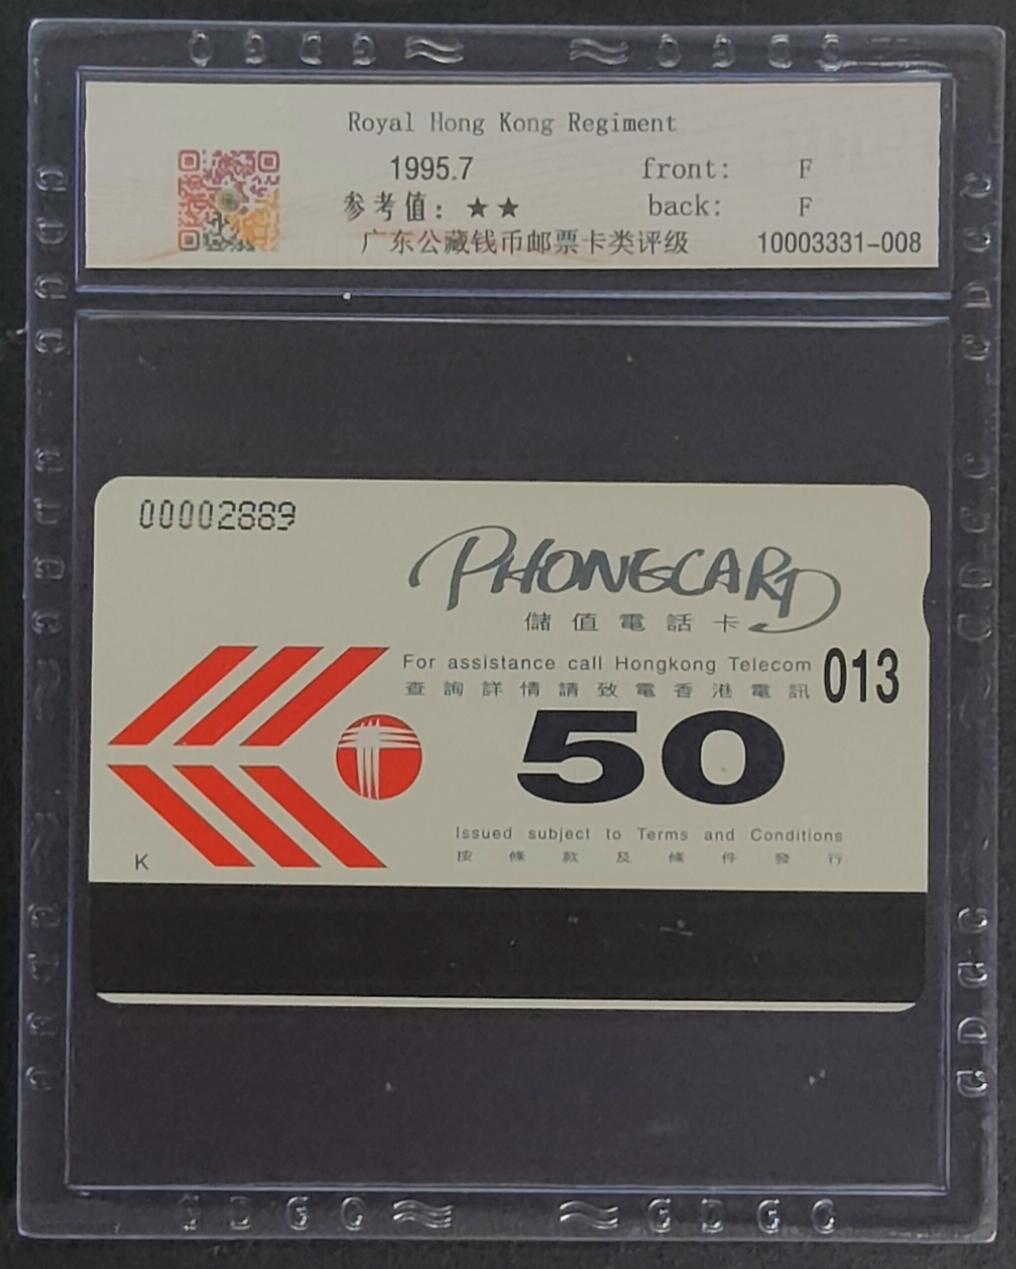 Royal Hong Kong Regiment
1995.7 front: F
参考值：★★ back: F
广东公藏钱币邮票卡类评级 10003331-008
00002889
PHONECARD
儲值電話卡
For assistance call Hongkong Telecom 013
查詢詳情請致電香港電訊
50
Issued subject to Terms and Conditions
按條款及條件發行
K